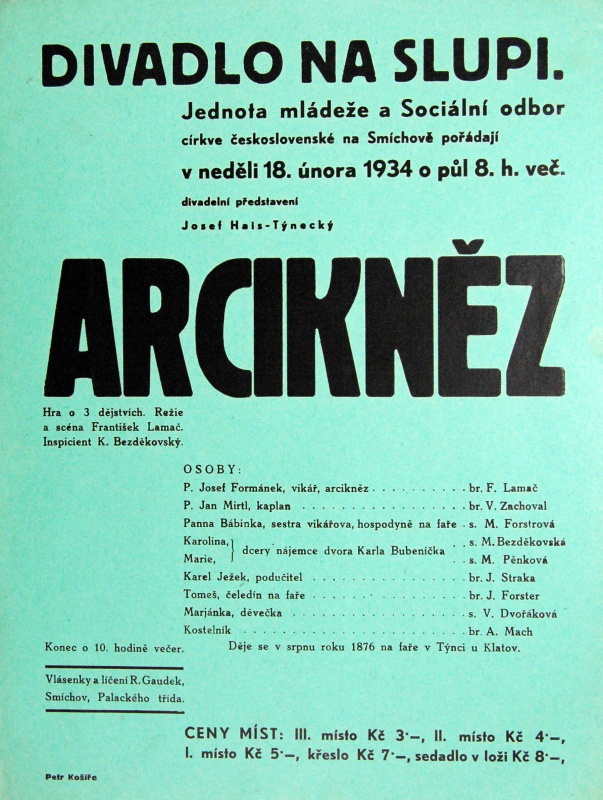 DIVADLO NA SLUPI.
Jednota mládeže a Sociální odbor
církve československé na Smíchově pořádají
v neděli 18. února 1934 o půl 8. h. več.
divadelní představení
Josef Hais-Týnecký
ARCIKNĚZ
Hra o 3 dějstvích. Režie
a scéna František Lamač.
Inspicient K. Bezděkovský.
OSOBY:
P. Josef Formánek, vikář, arcikněz . . . . . . . . . . br. F. Lamač
P. Jan Mirtl, kaplan . . . . . . . . . . . . . . . . . br. V. Zachoval
Panna Bábinka, sestra vikářova, hospodyně na faře . s. M. Forstrová
Karolina, } dcery nájemce dvora Karla Bubeníčka . . s. M. Bezděkovská
Marie, . . s. M. Pěnková
Karel Ježek, podučitel . . . . . . . . . . . . . . . . br. J. Straka
Tomeš, čeledín na faře . . . . . . . . . . . . . . . . br. J. Forster
Marjánka, děvečka . . . . . . . . . . . . . . . . . . s. V. Dvořáková
Kostelník . . . . . . . . . . . . . . . . . . . . . . br. A. Mach
Konec o 10. hodině večer.
Děje se v srpnu roku 1876 na faře v Týnci u Klatov.
Vlásenky a líčení R. Gaudek,
Smíchov, Palackého třída.
CENY MÍST: III. místo Kč 3·–, II. místo Kč 4·–,
I. místo Kč 5·–, křeslo Kč 7·–, sedadlo v loži Kč 8·–,
Petr Košíře